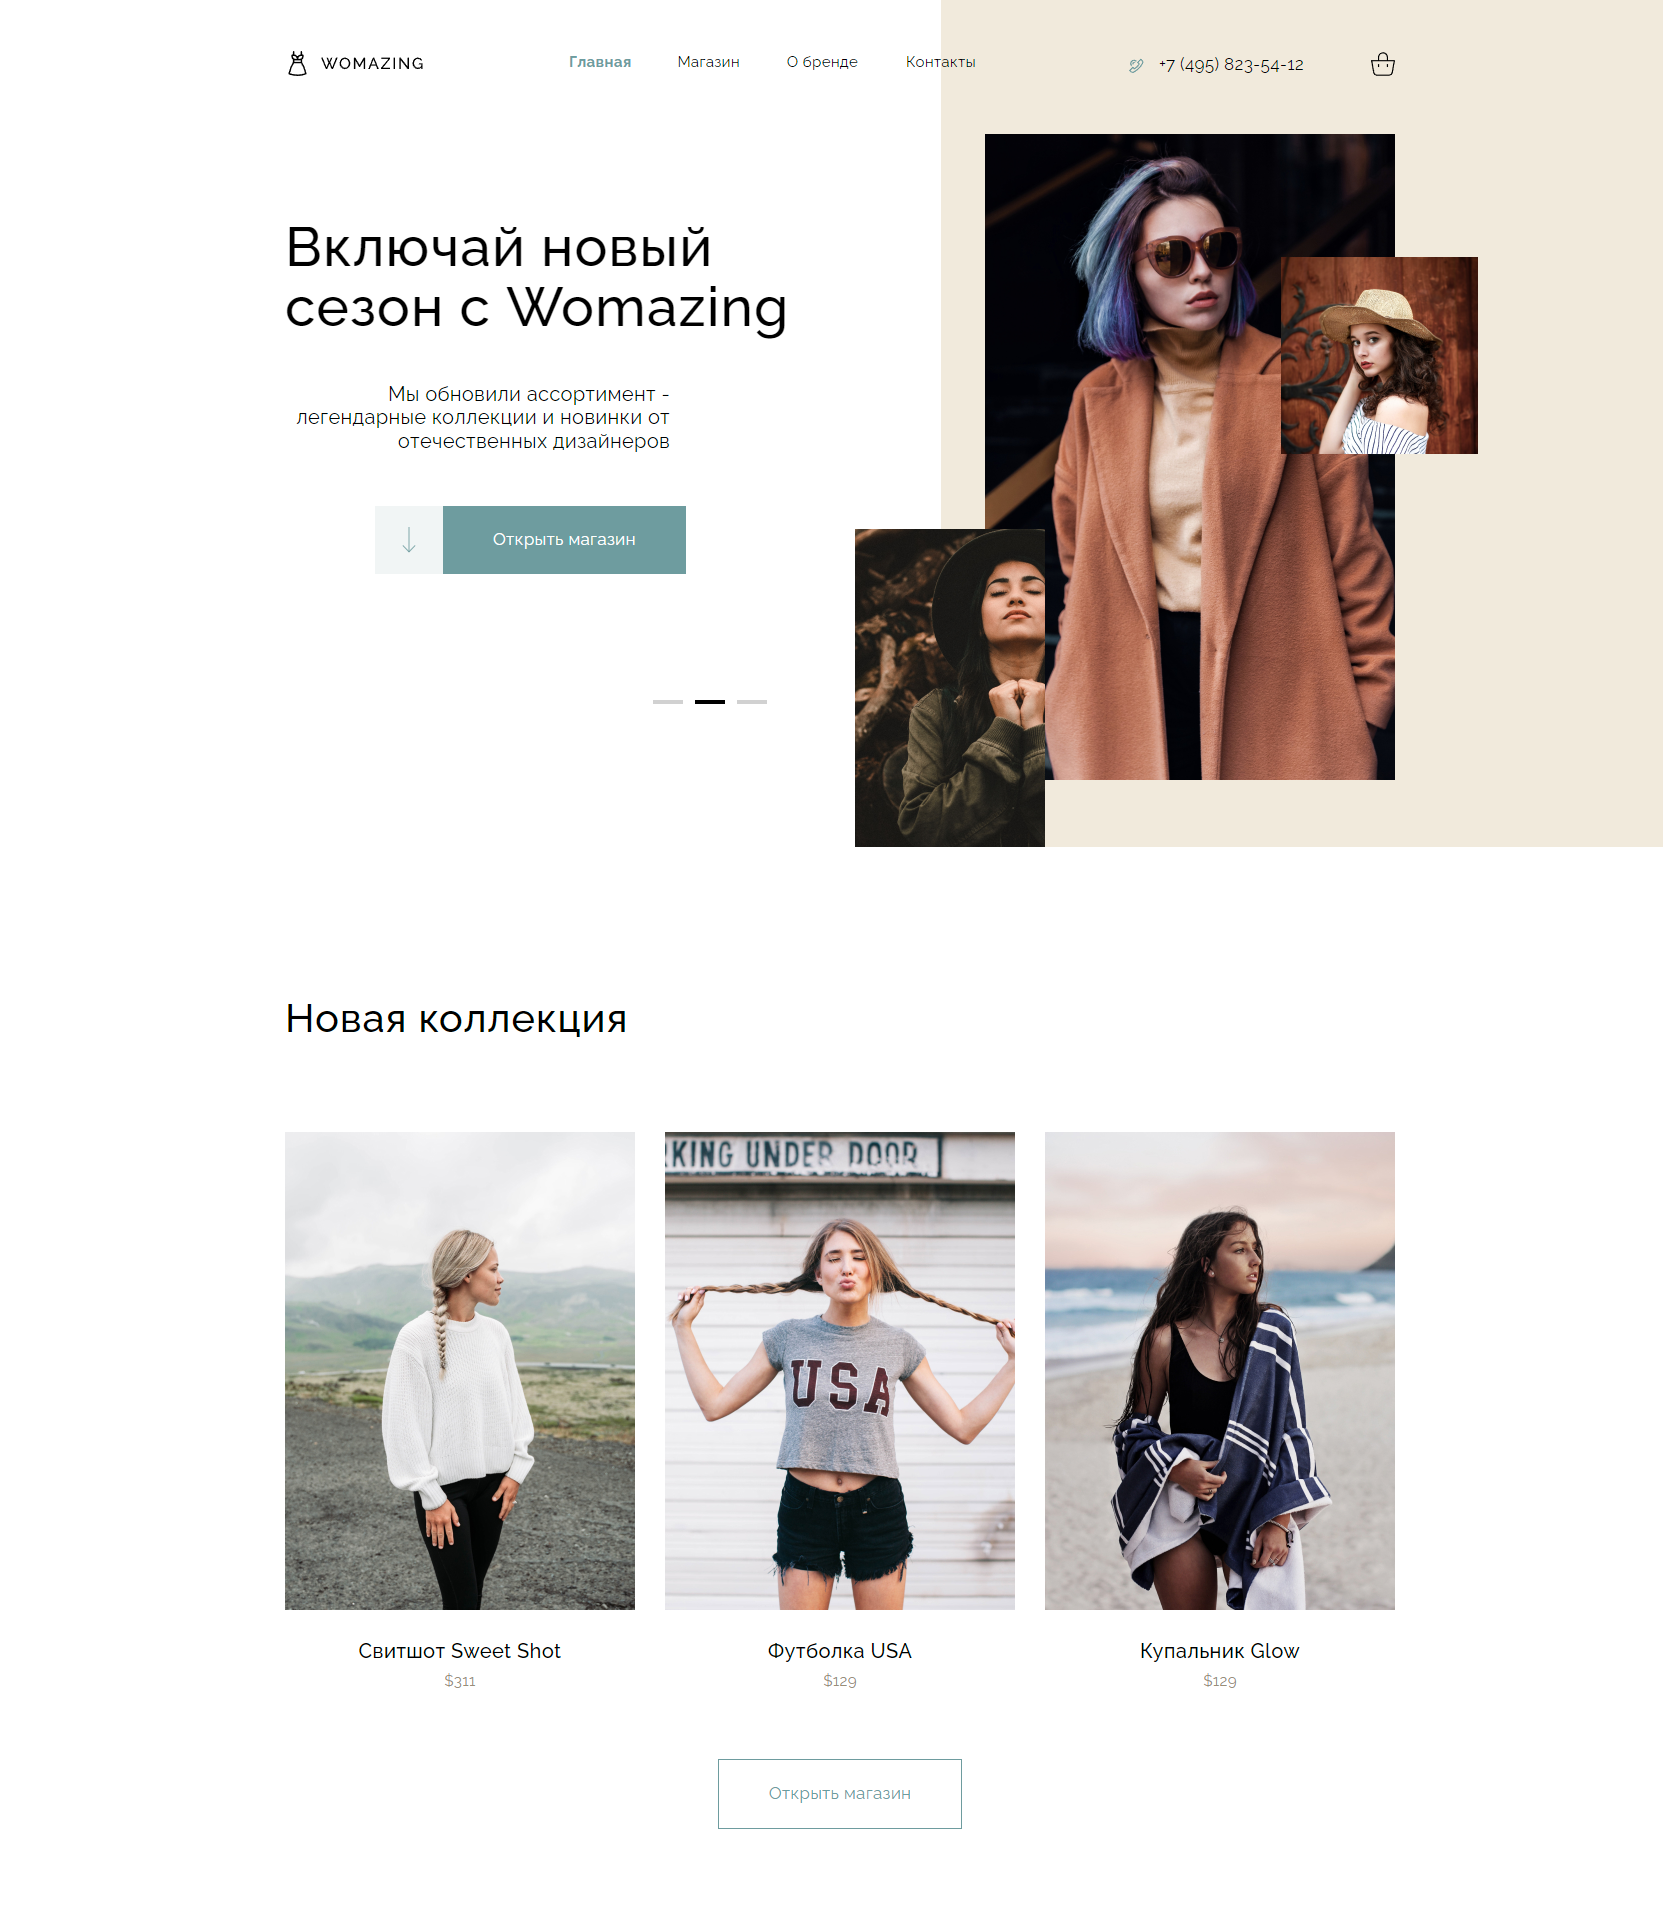 WOMAZING
Главная
Магазин
О бренде
Контакты
+7 (495) 823-54-12
Включай новый
сезон с Womazing
Мы обновили ассортимент -
легендарные коллекции и новинки от
отечественных дизайнеров
Открыть магазин
Новая коллекция
KING UNDER DOOR
USA
Свитшот Sweet Shot
$311
Футболка USA
$129
Купальник Glow
$129
Открыть магазин